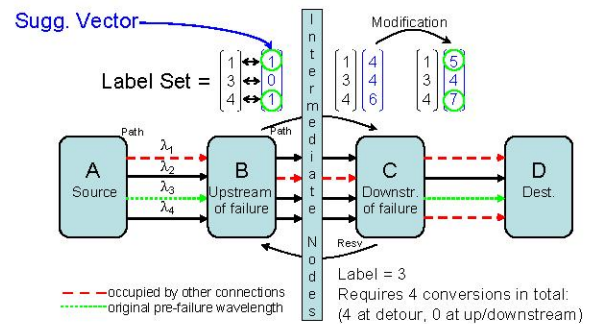 Sugg. Vector
Modification
Label Set =
1
3
4
1
0
1
1
3
4
4
4
6
1
3
4
5
4
7
Intermediate Nodes
Path
Path
λ1
λ2
λ3
λ4
A
Source
B
Upstream
of failure
C
Downstr.
of failure
D
Dest.
Resv
Label = 3
Requires 4 conversions in total:
(4 at detour, 0 at up/downstream)
occupied by other connections
original pre-failure wavelength